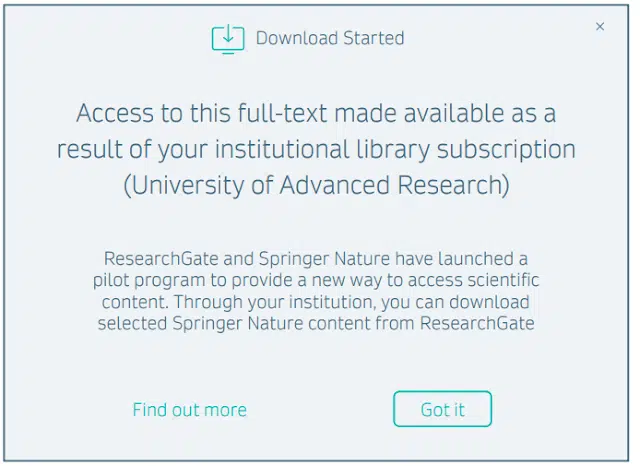 Download Started
×
Access to this full-text made available as a
result of your institutional library subscription
(University of Advanced Research)
ResearchGate and Springer Nature have launched a
pilot program to provide a new way to access scientific
content. Through your institution, you can download
selected Springer Nature content from ResearchGate
Find out more
Got it